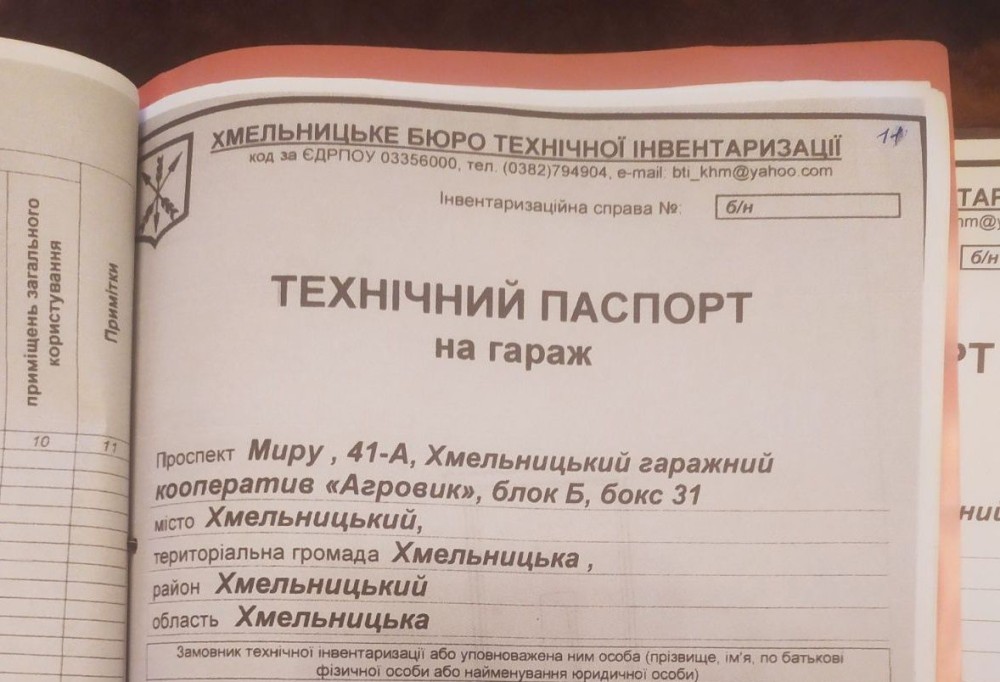 ХМЕЛЬНИЦЬКЕ БЮРО ТЕХНІЧНОЇ ІНВЕНТАРИЗАЦІЇ
код за ЄДРПОУ 03356000, тел. (0382)794904, e-mail: bti_khm@yahoo.com
Інвентаризаційна справа №: б/н
ТЕХНІЧНИЙ ПАСПОРТ
на гараж
Проспект Миру , 41-А, Хмельницький гаражний
кооператив «Агровик», блок Б, бокс 31
місто Хмельницький,
територіальна громада Хмельницька ,
район Хмельницький
область Хмельницька
Замовник технічної інвентаризації або уповноважена ним особа (прізвище, ім'я, по батькові
фізичної особи або найменування юридичної особи)
приміщень загального
користування
Примітки
10 11
б/н